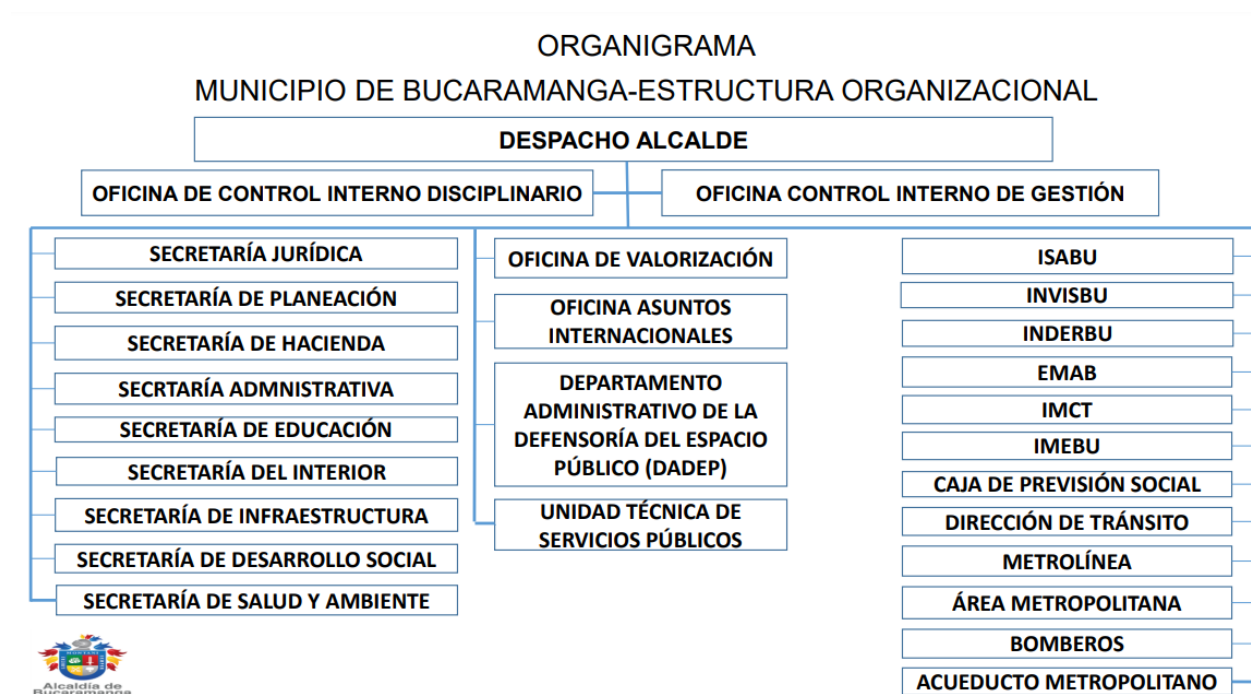 ORGANIGRAMA
MUNICIPIO DE BUCARAMANGA-ESTRUCTURA ORGANIZACIONAL
DESPACHO ALCALDE
OFICINA DE CONTROL INTERNO DISCIPLINARIO
OFICINA CONTROL INTERNO DE GESTIÓN
SECRETARÍA JURÍDICA
SECRETARÍA DE PLANEACIÓN
SECRETARÍA DE HACIENDA
SECRTARÍA ADMNISTRATIVA
SECRETARÍA DE EDUCACIÓN
SECRETARÍA DEL INTERIOR
SECRETARÍA DE INFRAESTRUCTURA
SECRETARÍA DE DESARROLLO SOCIAL
SECRETARÍA DE SALUD Y AMBIENTE
OFICINA DE VALORIZACIÓN
OFICINA ASUNTOS
INTERNACIONALES
DEPARTAMENTO
ADMINISTRATIVO DE LA
DEFENSORÍA DEL ESPACIO
PÚBLICO (DADEP)
UNIDAD TÉCNICA DE
SERVICIOS PÚBLICOS
ISABU
INVISBU
INDERBU
EMAB
IMCT
IMEBU
CAJA DE PREVISIÓN SOCIAL
DIRECCIÓN DE TRÁNSITO
METROLÍNEA
ÁREA METROPOLITANA
BOMBEROS
ACUEDUCTO METROPOLITANO
Alcaldía de
Bucaramanga